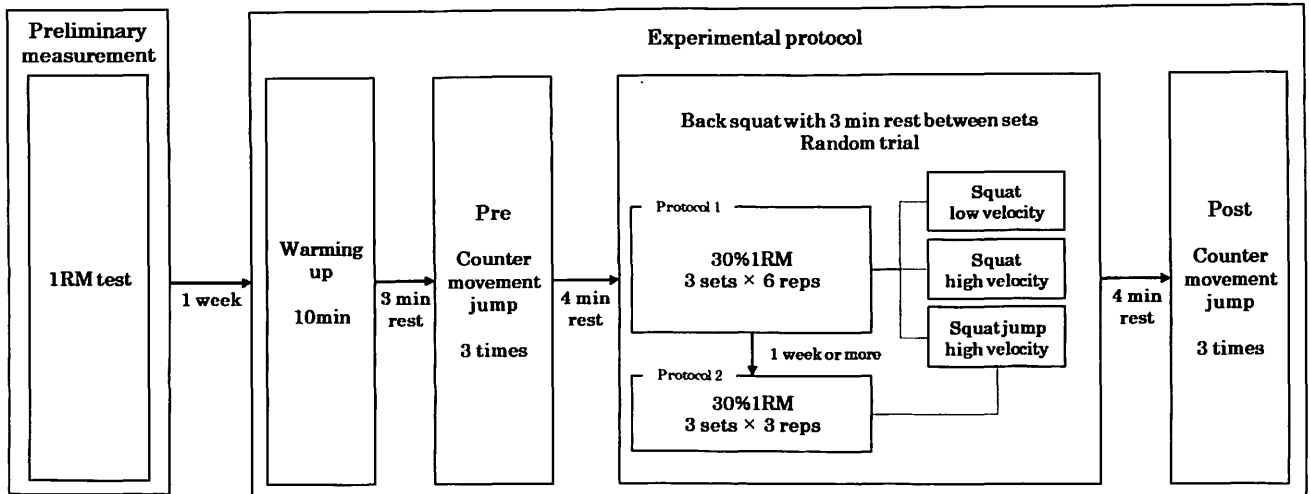 Preliminary
measurement
1RM test
1 week
Experimental protocol
Warming
up
10min
3 min
rest
Pre
Counter
movement
jump
3 times
4 min
rest
Back squat with 3 min rest between sets
Random trial
Protocol 1
30%1RM
3 sets × 6 reps
Squat
low velocity
Squat
high velocity
Squat jump
high velocity
1 week or more
Protocol 2
30%1RM
3 sets × 3 reps
4 min
rest
Post
Counter
movement
jump
3 times